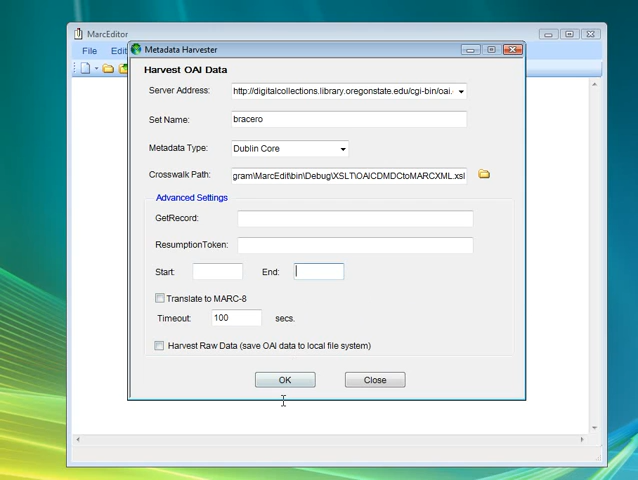 MarcEditor
File Edit
Metadata Harvester
Harvest OAI Data
Server Address: http://digitalcollections.library.oregonstate.edu/cgi-bin/oai.
Set Name: bracero
Metadata Type: Dublin Core
Crosswalk Path: gram\MarcEdit\bin\Debug\XSLT\OAICDMDCtoMARCXML.xsl
Advanced Settings
GetRecord:
ResumptionToken:
Start: End:
Translate to MARC-8
Timeout: 100 secs.
Harvest Raw Data (save OAI data to local file system)
OK Close